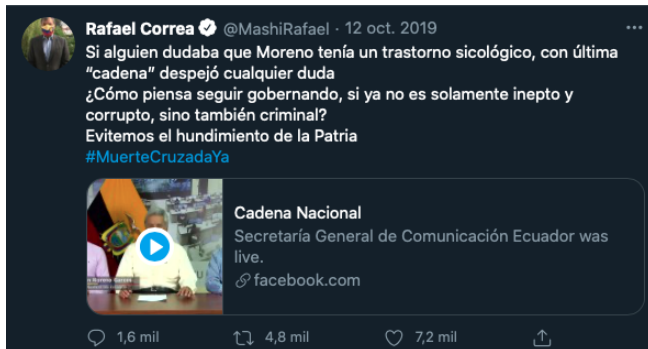 Rafael Correa @MashiRafael · 12 oct. 2019
Si alguien dudaba que Moreno tenía un trastorno sicológico, con última
“cadena” despejó cualquier duda
¿Cómo piensa seguir gobernando, si ya no es solamente inepto y
corrupto, sino también criminal?
Evitemos el hundimiento de la Patria
#MuerteCruzadaYa
Cadena Nacional
Secretaría General de Comunicación Ecuador was
live.
facebook.com
1,6 mil 4,8 mil 7,2 mil